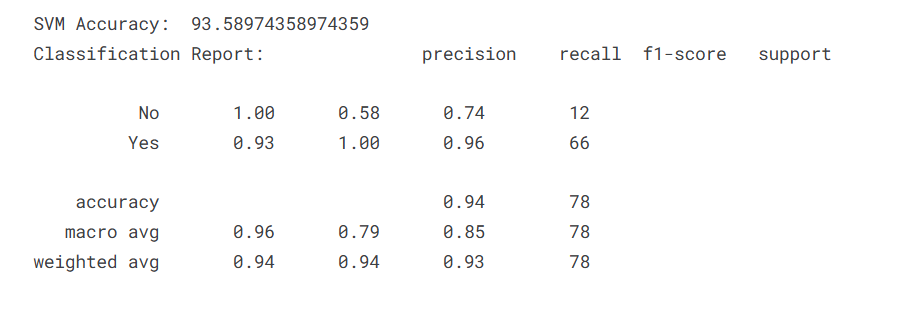 SVM Accuracy:  93.58974358974359
Classification Report:               precision    recall  f1-score   support

          No       1.00      0.58      0.74        12
         Yes       0.93      1.00      0.96        66

    accuracy                           0.94        78
   macro avg       0.96      0.79      0.85        78
weighted avg       0.94      0.94      0.93        78